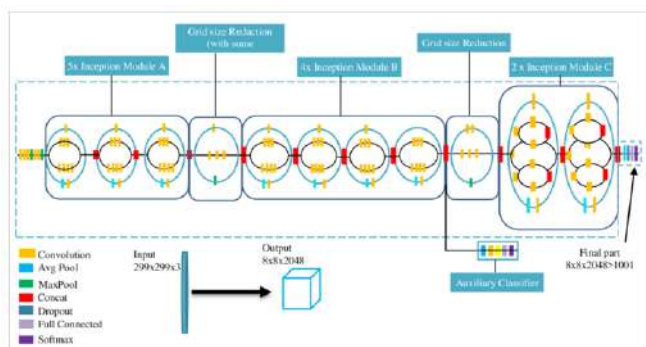 Grid size Reduction
(with some
Grid size Reduction
5x Inception Module A
4x Inception Module B
2 x Inception Module C
Convolution
Avg Pool
MaxPool
Concat
Dropout
Full Connected
Softmax
Input
299x299x3
Output
8x8x2048
Auxiliary Classifier
Final part
8x8x2048>1001